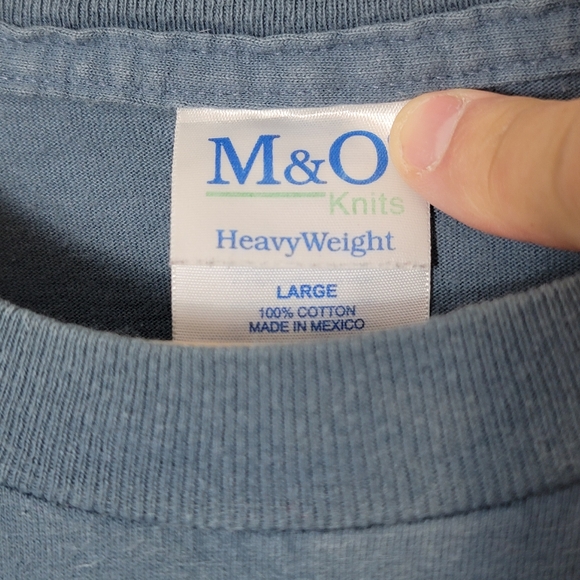 M&O
Knits
HeavyWeight
LARGE
100% COTTON
MADE IN MEXICO